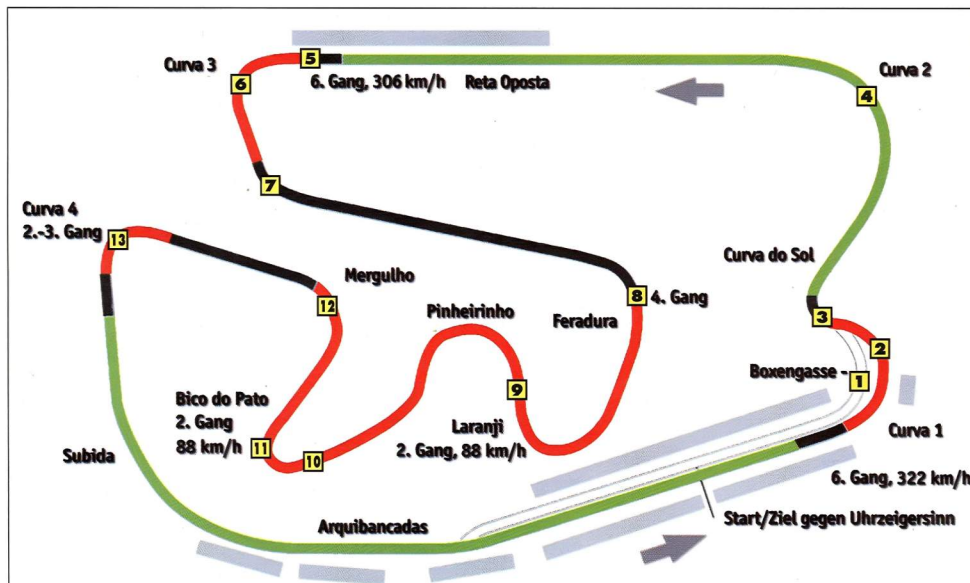 Curva 3
5
6
6. Gang, 306 km/h
Reta Oposta
Curva 2
4
7
Curva 4
2.-3. Gang
13
Mergulho
12
Curva do Sol
8
4. Gang
3
Pinheirinho
Feradura
2
Boxengasse -
1
9
Bico do Pato
2. Gang
88 km/h
11
10
Laranji
2. Gang, 88 km/h
Curva 1
6. Gang, 322 km/h
Subida
Arquibancadas
Start/Ziel gegen Uhrzeigersinn